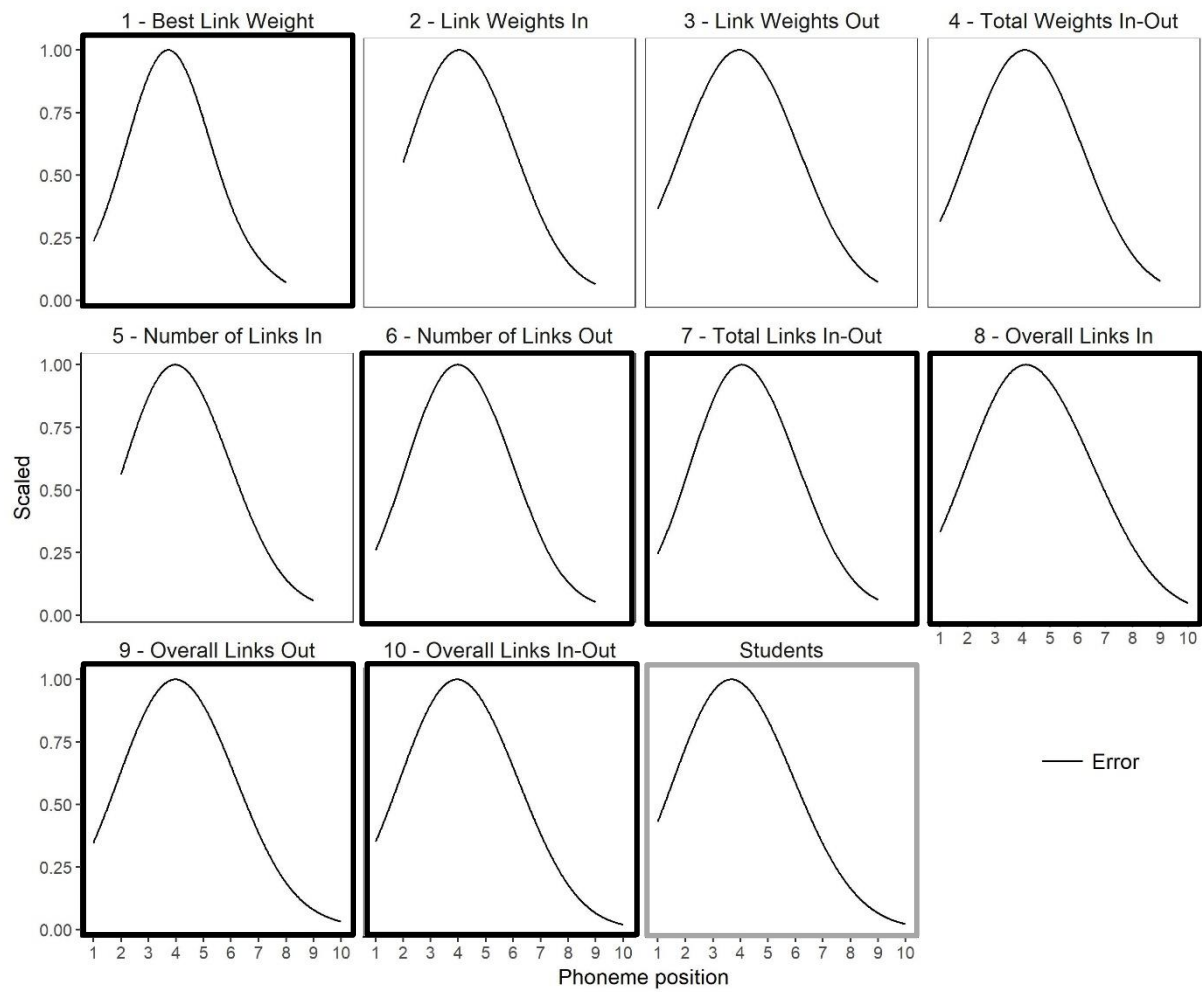 1 - Best Link Weight
2 - Link Weights In
3 - Link Weights Out
4 - Total Weights In-Out
1.00
0.75
0.50
0.25
0.00
5 - Number of Links In
6 - Number of Links Out
7 - Total Links In-Out
8 - Overall Links In
1.00
0.75
0.50
0.25
0.00
Scaled
1 2 3 4 5 6 7 8 9 10
9 - Overall Links Out
10 - Overall Links In-Out
Students
1.00
0.75
0.50
0.25
0.00
Error
1 2 3 4 5 6 7 8 9 10
1 2 3 4 5 6 7 8 9 10
1 2 3 4 5 6 7 8 9 10
Phoneme position